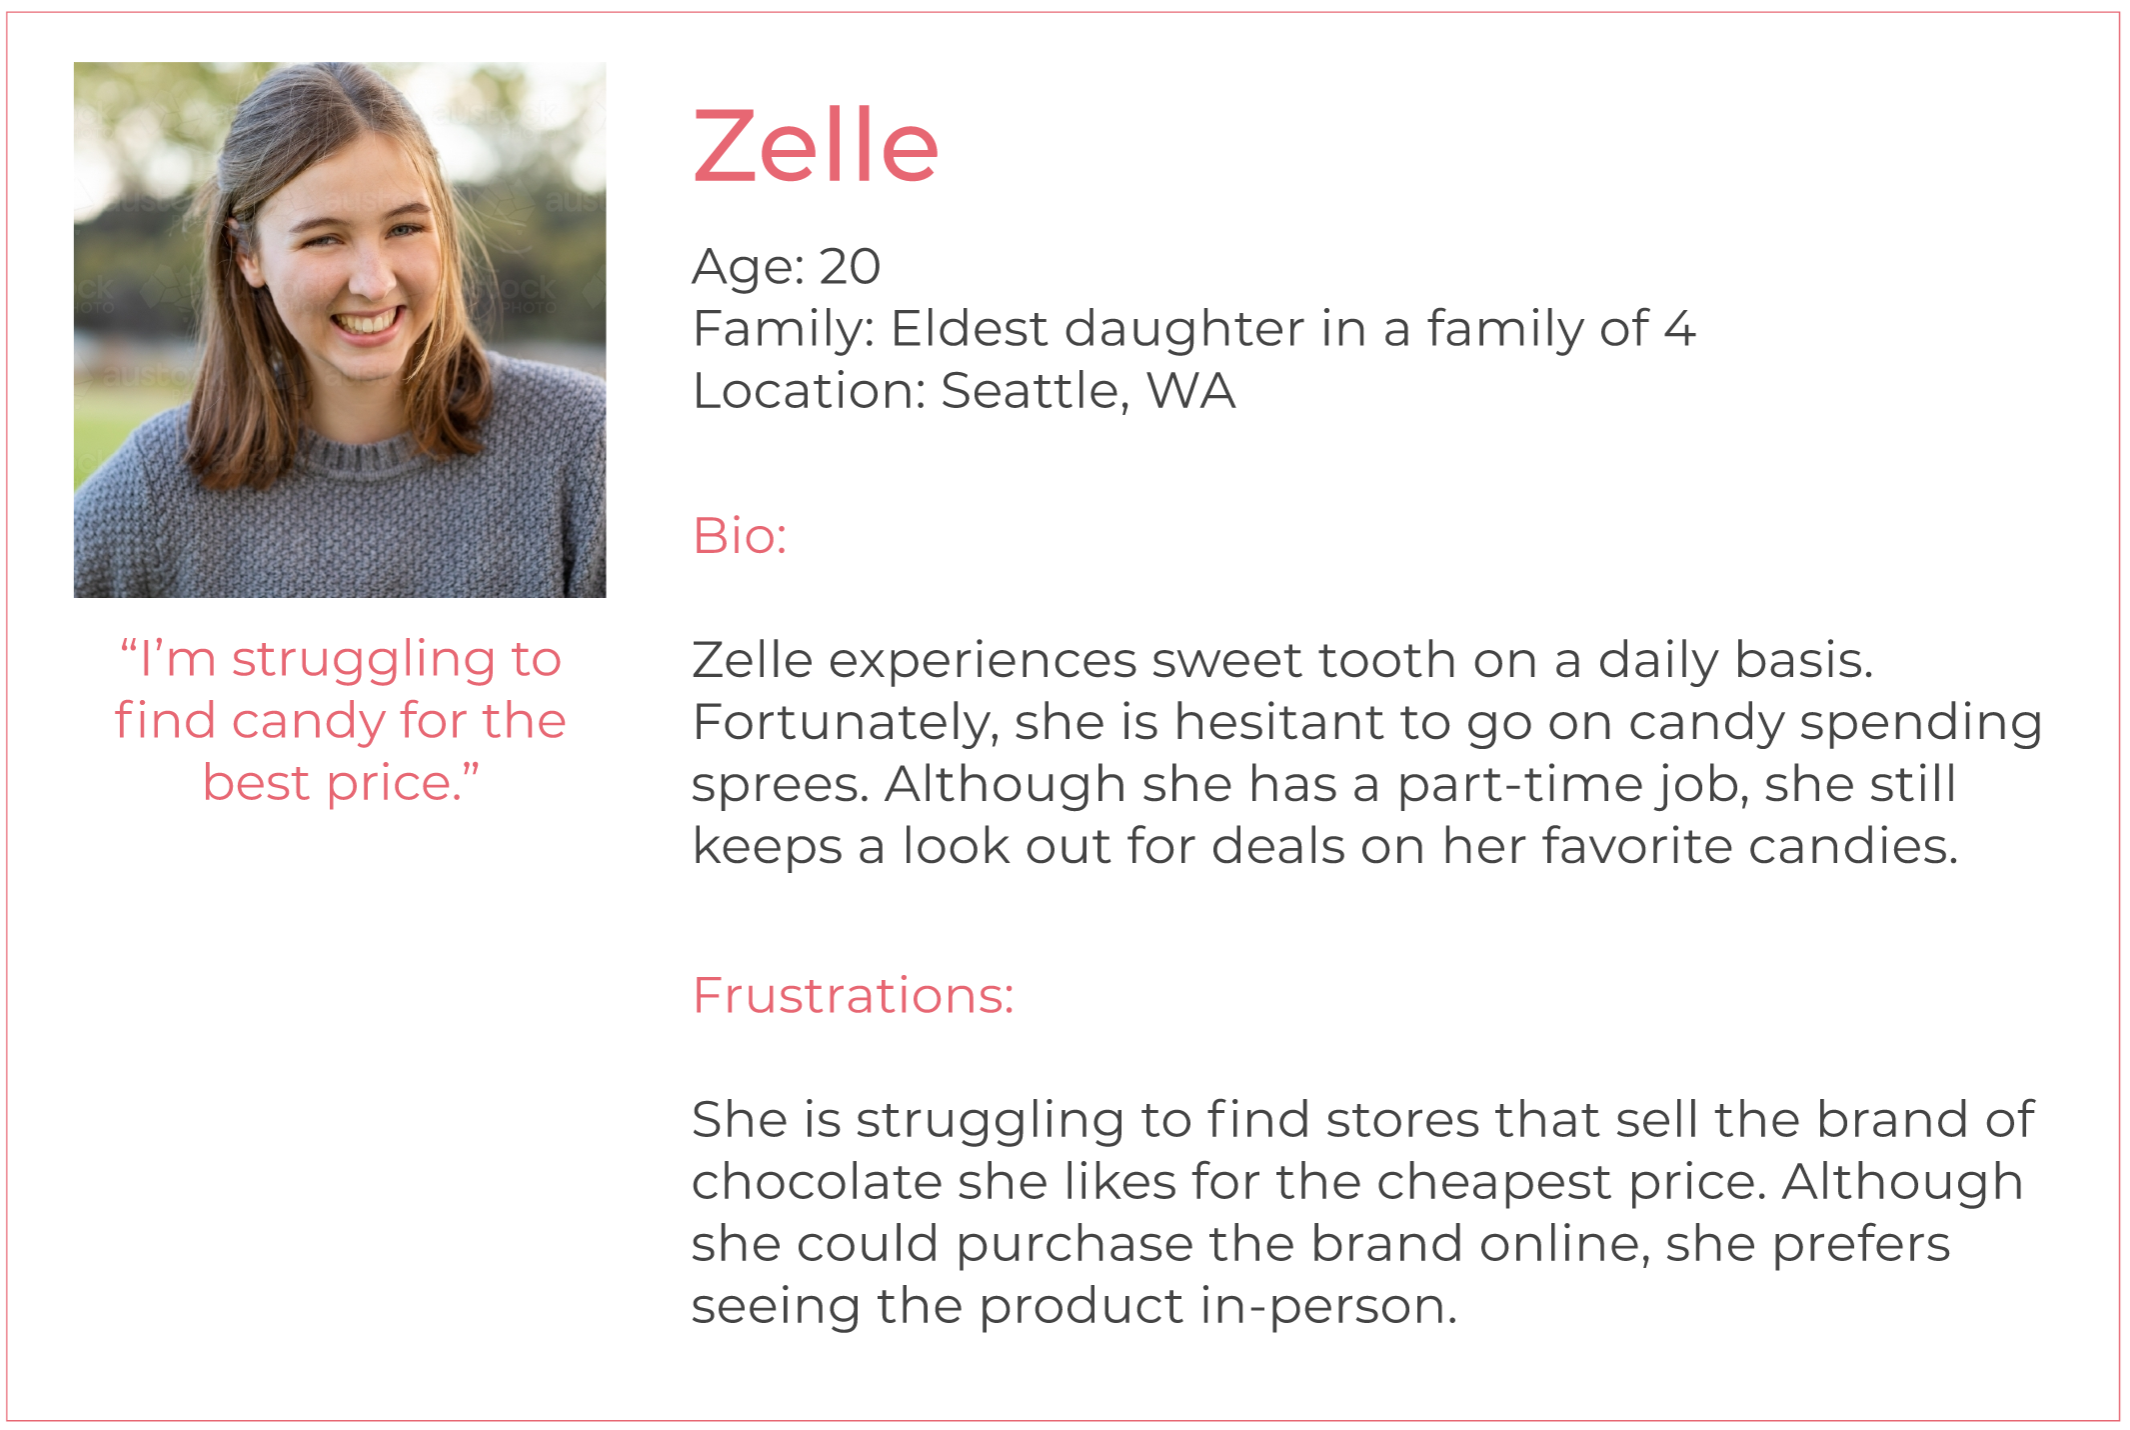 Zelle
Age: 20
Family: Eldest daughter in a family of 4
Location: Seattle, WA
“I’m struggling to
find candy for the
best price.”
Bio:
Zelle experiences sweet tooth on a daily basis.
Fortunately, she is hesitant to go on candy spending
sprees. Although she has a part-time job, she still
keeps a look out for deals on her favorite candies.
Frustrations:
She is struggling to find stores that sell the brand of
chocolate she likes for the cheapest price. Although
she could purchase the brand online, she prefers
seeing the product in-person.